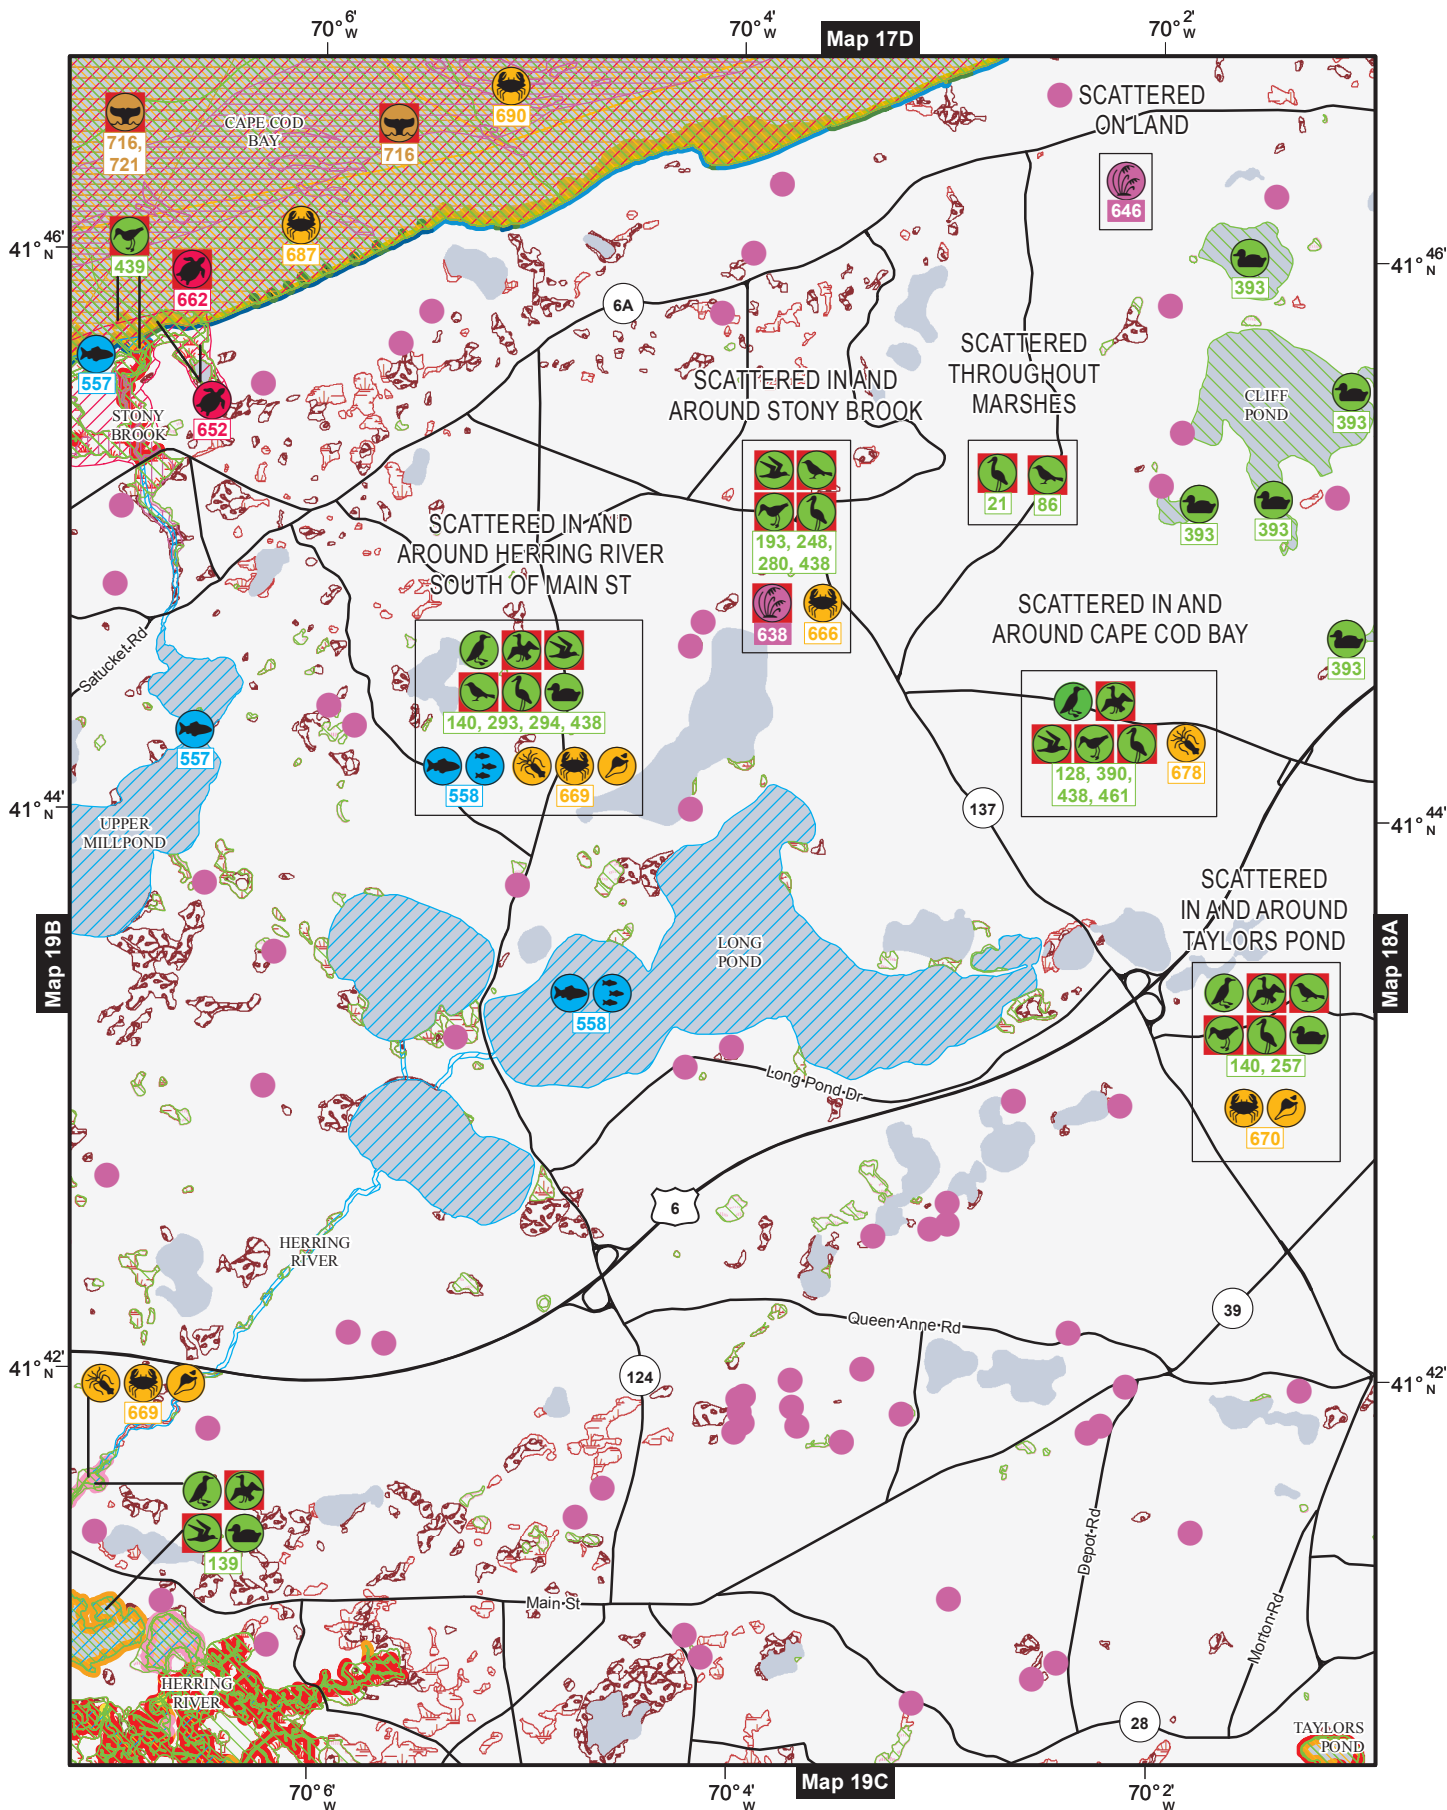 70° 6' W
70° 4' W
70° 2' W
Map 17D
690
SCATTERED
ON LAND
CAPE COD
BAY
716,
721
716
646
41° 46' N
41° 46' N
439
687
662
393
6A
557
SCATTERED
THROUGHOUT
MARSHES
SCATTERED IN AND
AROUND STONY BROOK
CLIFF
POND
393
STONY
BROOK
652
21
86
393
393
193, 248,
280, 438
SCATTERED IN AND
AROUND HERRING RIVER
SOUTH OF MAIN ST
638
666
SCATTERED IN AND
AROUND CAPE COD BAY
Satucket Rd
393
140, 293, 294, 438
557
558
669
128, 390,
438, 461
678
41° 44' N
41° 44' N
137
UPPER
MILLPOND
SCATTERED
IN AND AROUND
TAYLORS POND
Map 19B
Map 18A
LONG
POND
558
140, 257
Long Pond Dr
670
6
HERRING
RIVER
39
Queen Anne Rd
41° 42' N
41° 42' N
124
669
139
Depot Rd
Main St
Morton Rd
HERRING
RIVER
28
TAYLORS
POND
Map 19C
70° 6' W
70° 4' W
70° 2' W